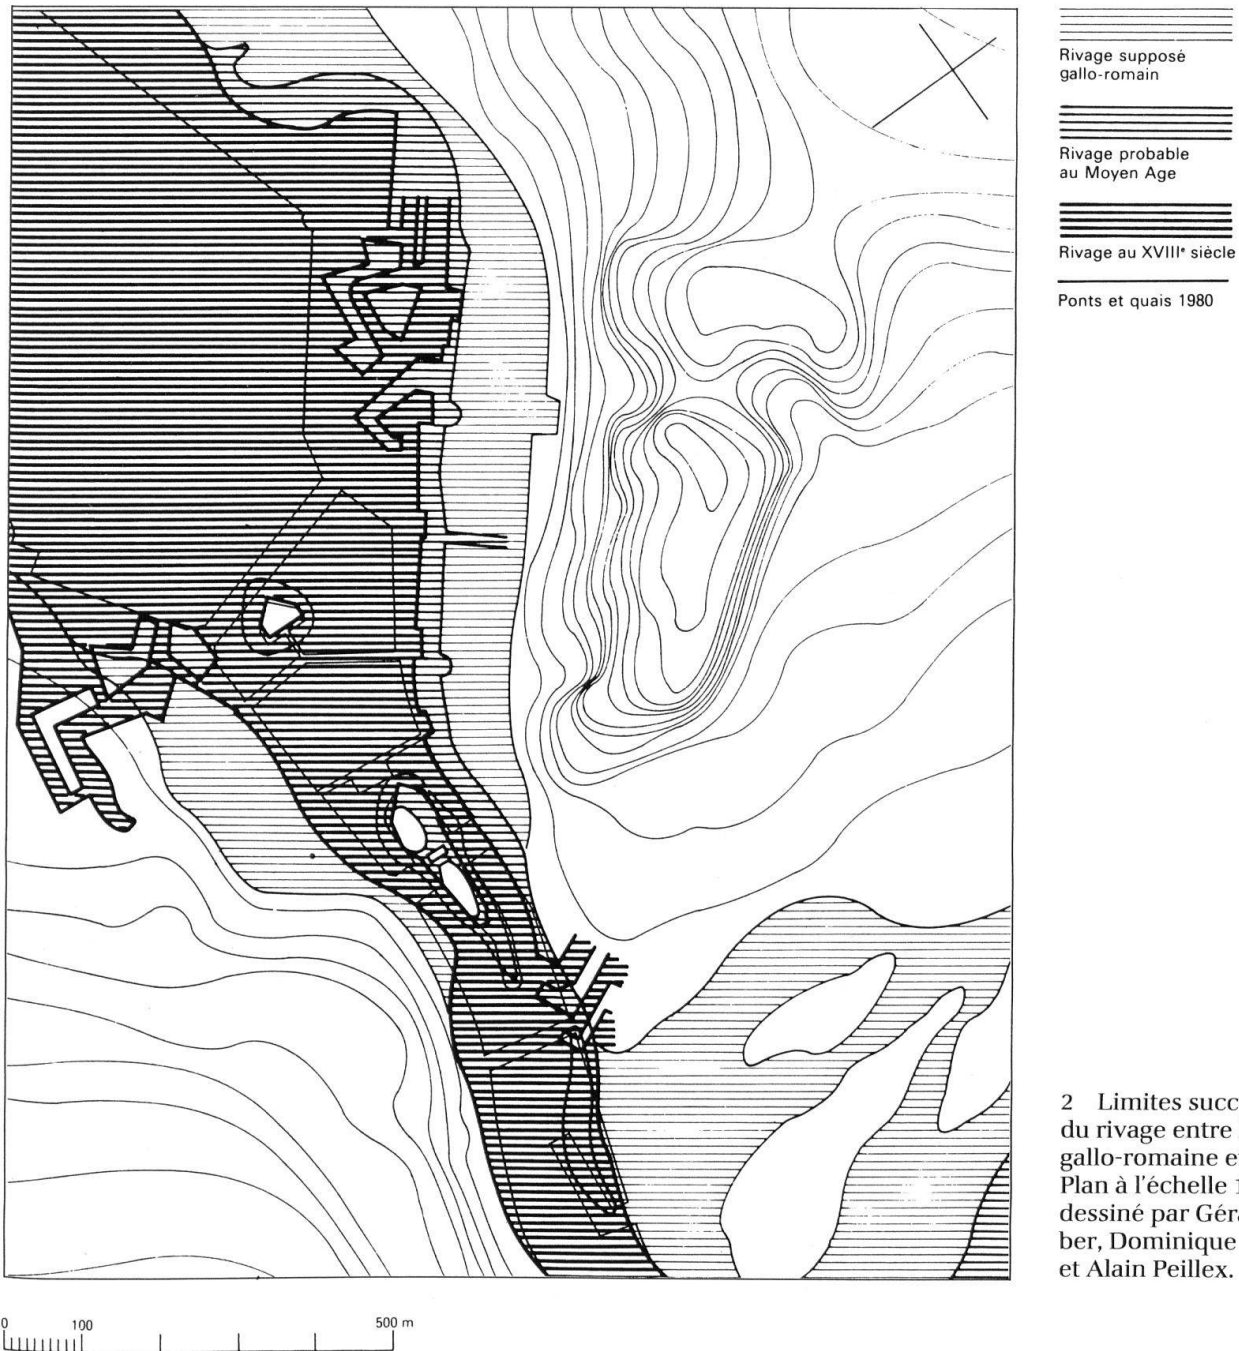 Rivage supposé
gallo-romain
Rivage probable
au Moyen Age
Rivage au XVIIIᵉ siècle
Ponts et quais 1980
2 Limites succ
du rivage entre
gallo-romaine e
Plan à l'échelle 1
dessiné par Géra
ber, Dominique
et Alain Peillex.
0 100 500 m